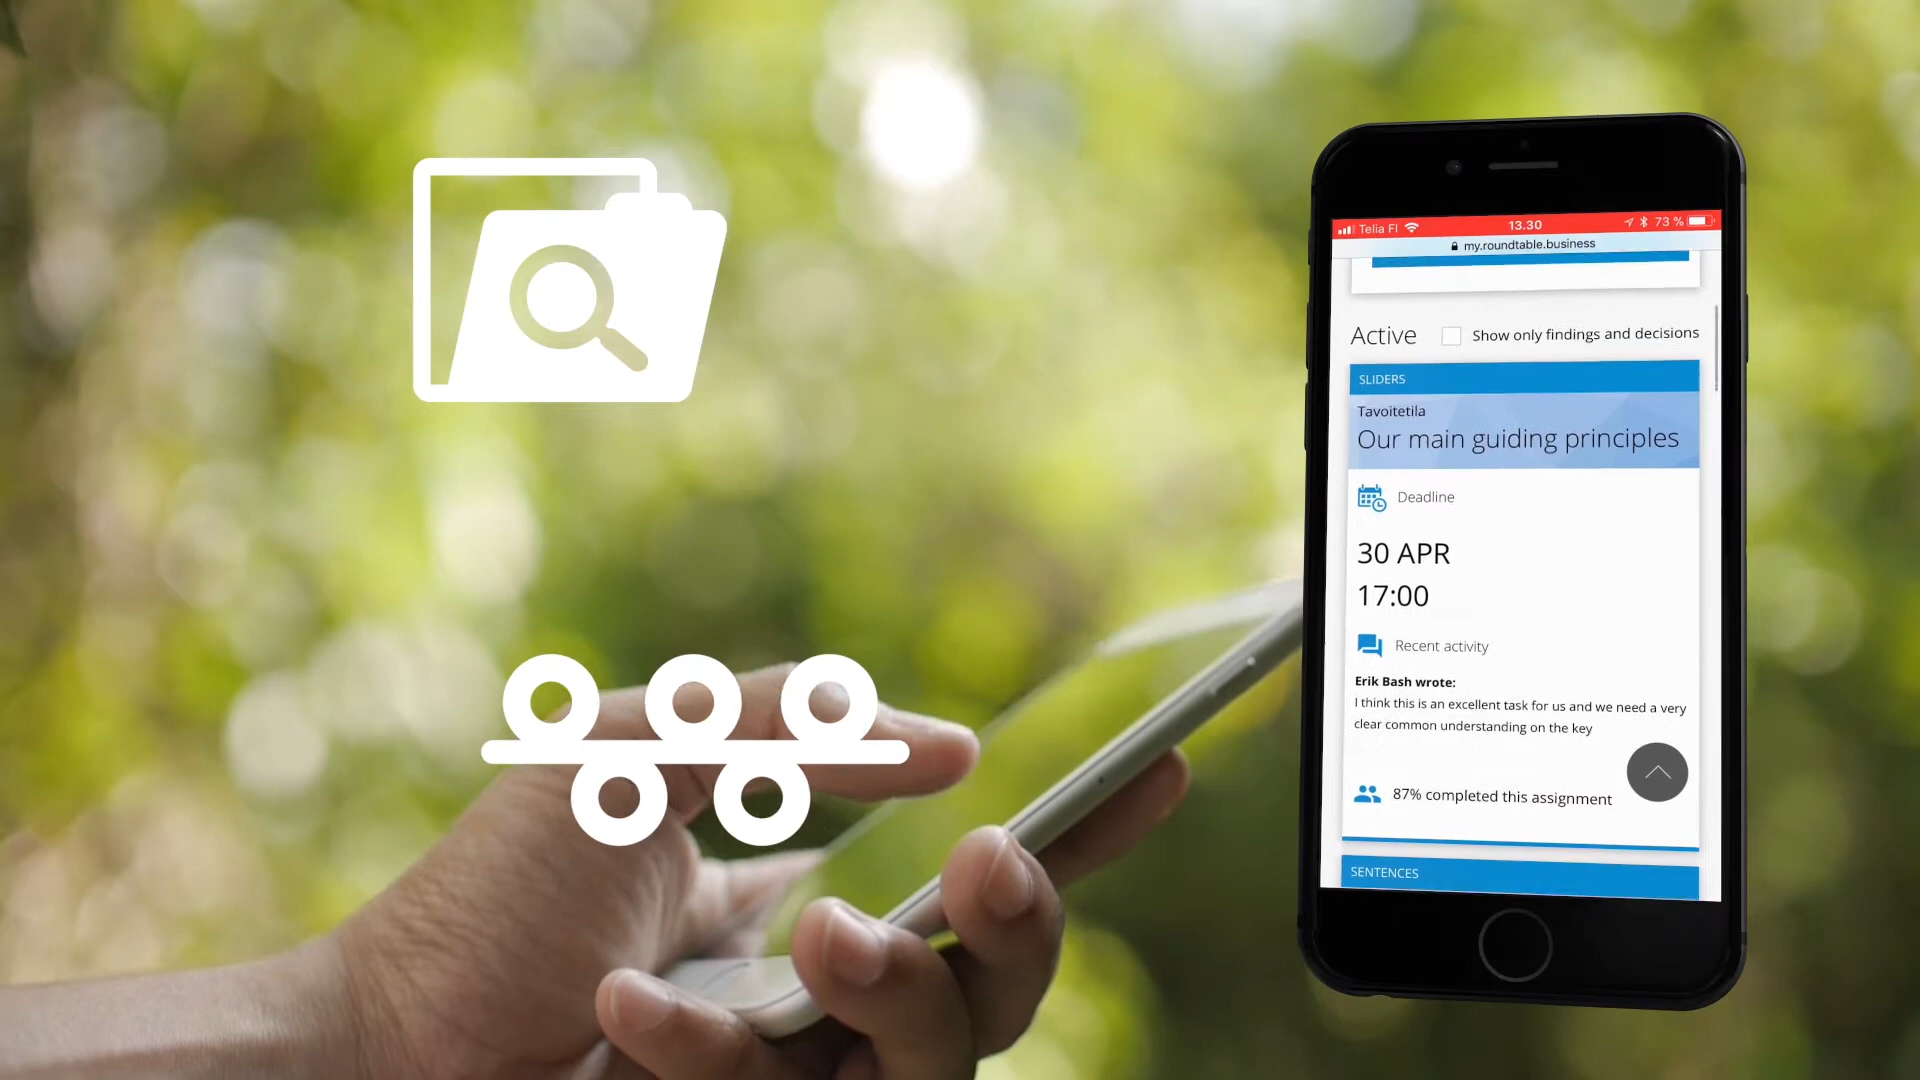 Telia FI 13.30 73 %
my.roundtable.business
Active Show only findings and decisions
SLIDERS
Tavoitetila
Our main guiding principles
Deadline
30 APR
17:00
Recent activity
Erik Bash wrote:
I think this is an excellent task for us and we need a very
clear common understanding on the key
87% completed this assignment
SENTENCES